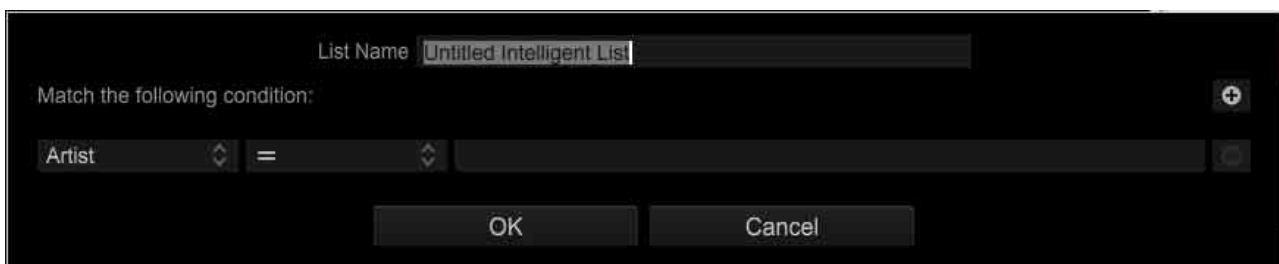 List Name Untitled Intelligent List
Match the following condition:
Artist =
OK Cancel